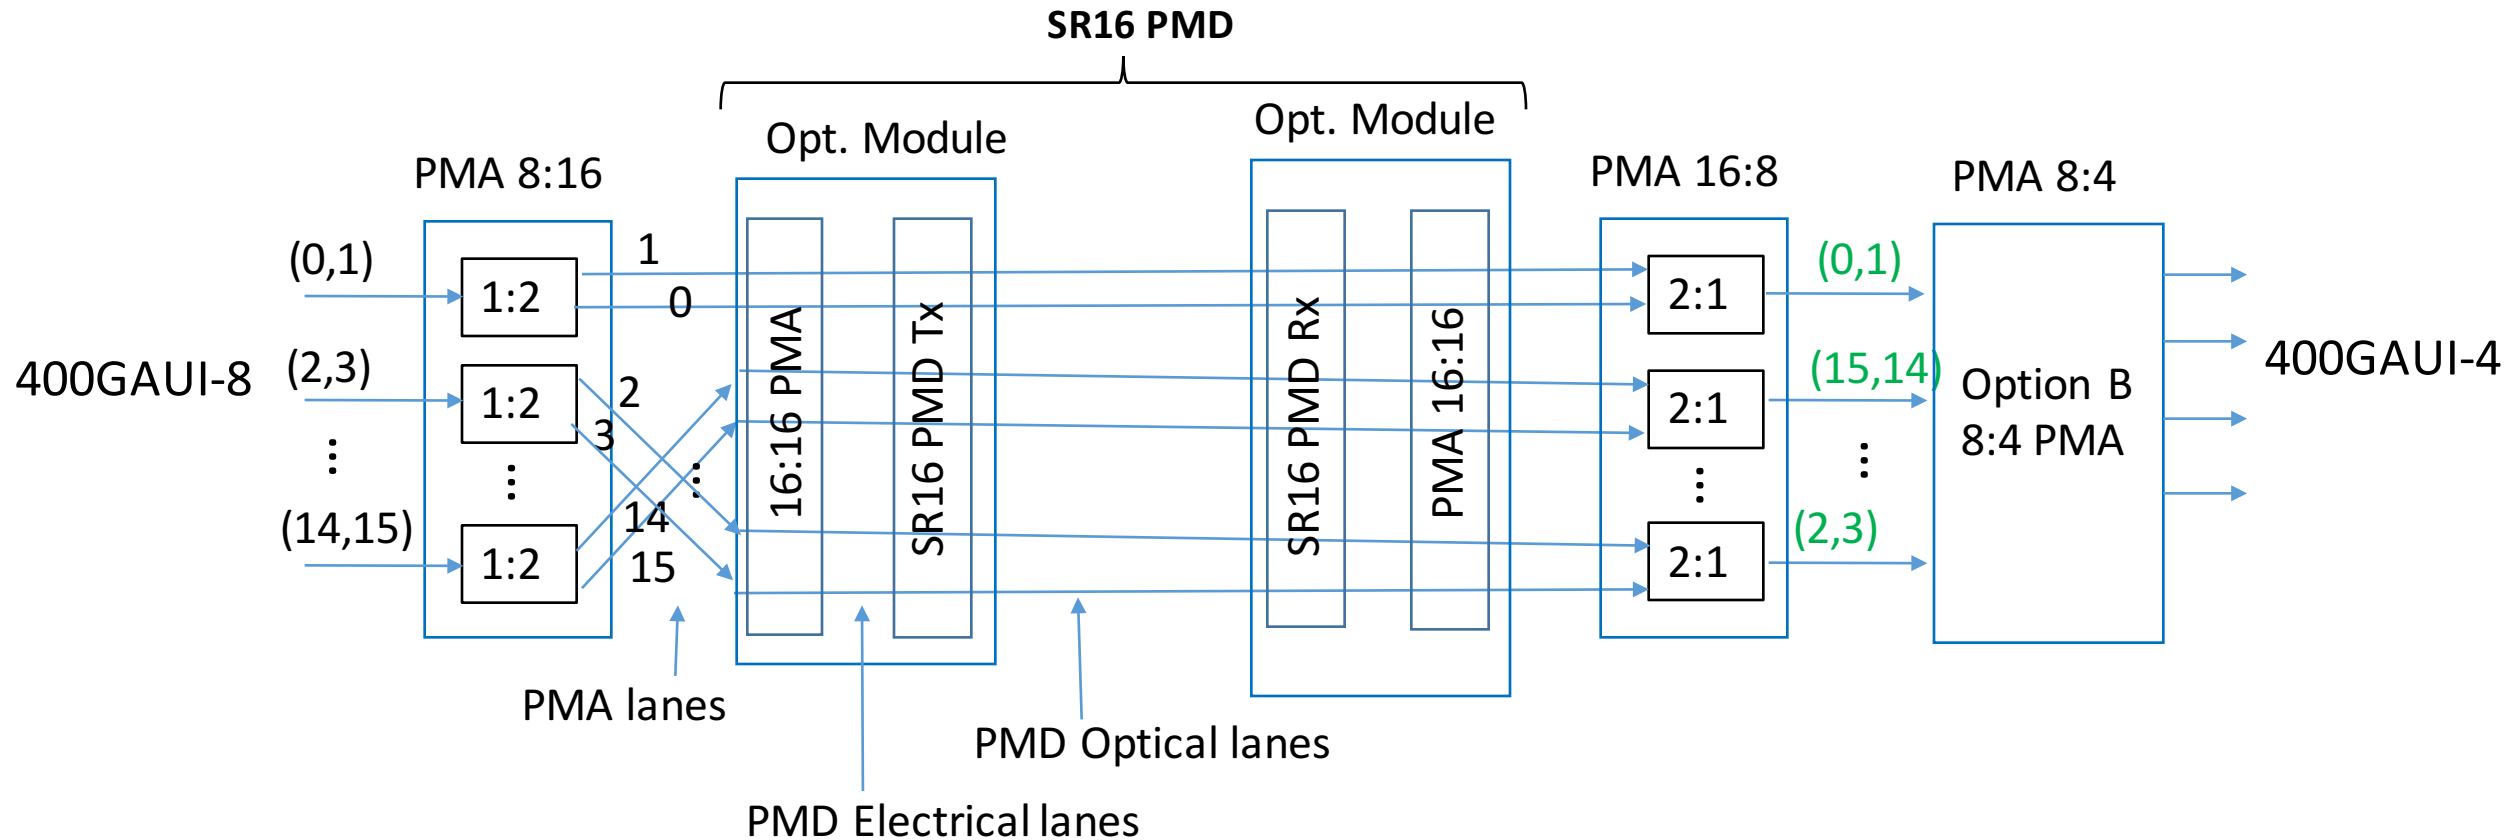 SR16 PMD
Opt. Module
Opt. Module
PMA 8:16
PMA 16:8
PMA 8:4
400GAUI-8
(0,1)
(2,3)
⋮
(14,15)
1:2
1:2
⋮
1:2
1
0
2
3
⋮
14
15
16:16 PMA
SR16 PMD Tx
SR16 PMD Rx
PMA 16:16
2:1
2:1
⋮
2:1
(0,1)
(15,14)
⋮
(2,3)
Option B
8:4 PMA
400GAUI-4
PMA lanes
PMD Optical lanes
PMD Electrical lanes